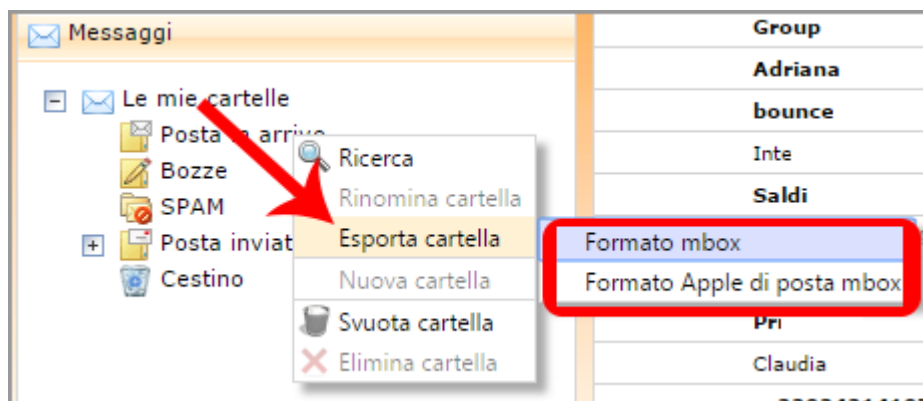 Messaggi
Le mie cartelle
Posta in arrivo
Bozze
SPAM
Posta inviat
Cestino
Ricerca
Rinomina cartella
Esporta cartella
Nuova cartella
Svuota cartella
Elimina cartella
Formato mbox
Formato Apple di posta mbox
Group
Adriana
bounce
Inte
Saldi
Pri
Claudia